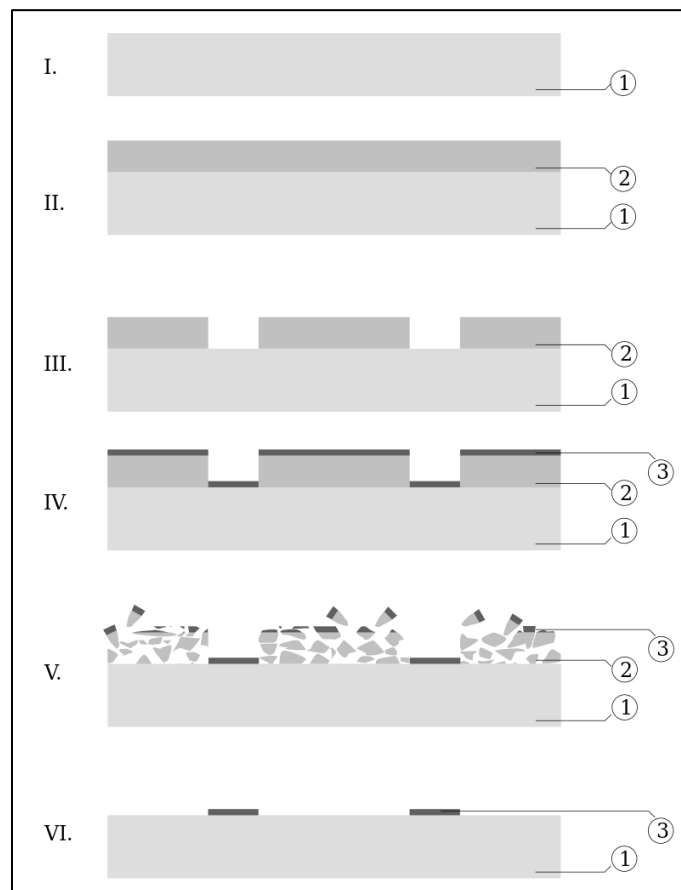 I.
①
②
II.
①
②
III.
①
③
②
IV.
①
③
②
V.
①
③
VI.
①